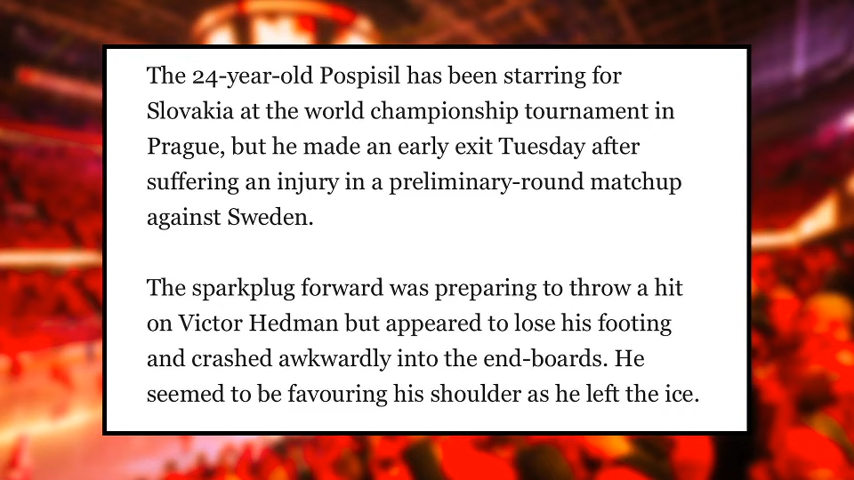 The 24-year-old Pospisil has been starring for
Slovakia at the world championship tournament in
Prague, but he made an early exit Tuesday after
suffering an injury in a preliminary-round matchup
against Sweden.
The sparkplug forward was preparing to throw a hit
on Victor Hedman but appeared to lose his footing
and crashed awkwardly into the end-boards. He
seemed to be favouring his shoulder as he left the ice.